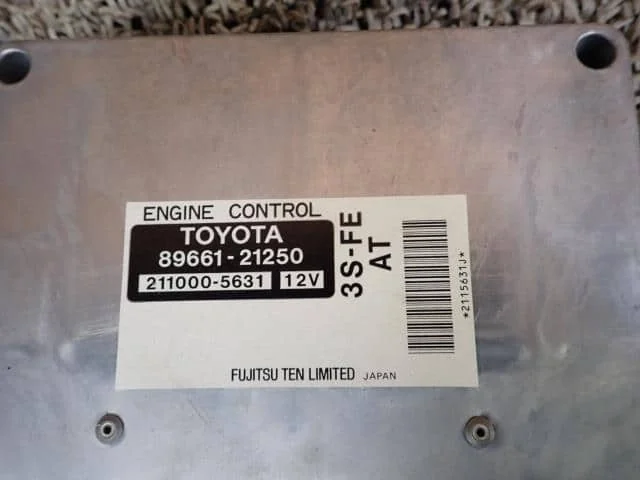 ENGINE CONTROL
TOYOTA
89661-21250
211000-5631 12V
3S-FE
AT
*2115631J*
FUJITSU TEN LIMITED JAPAN